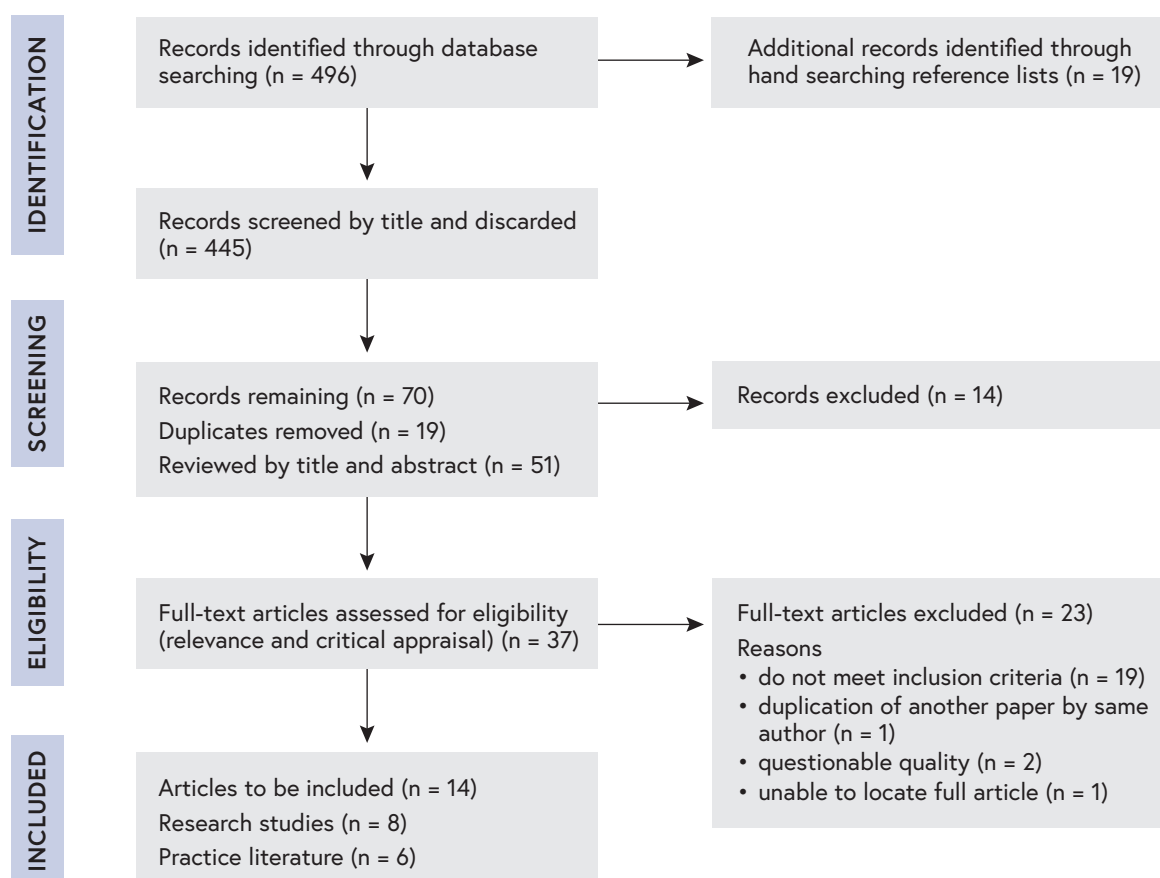 IDENTIFICATION
Records identified through database
searching (n = 496)
Additional records identified through
hand searching reference lists (n = 19)
Records screened by title and discarded
(n = 445)
SCREENING
Records remaining (n = 70)
Duplicates removed (n = 19)
Reviewed by title and abstract (n = 51)
Records excluded (n = 14)
ELIGIBILITY
Full-text articles assessed for eligibility
(relevance and critical appraisal) (n = 37)
Full-text articles excluded (n = 23)
Reasons
• do not meet inclusion criteria (n = 19)
• duplication of another paper by same
author (n = 1)
• questionable quality (n = 2)
• unable to locate full article (n = 1)
INCLUDED
Articles to be included (n = 14)
Research studies (n = 8)
Practice literature (n = 6)